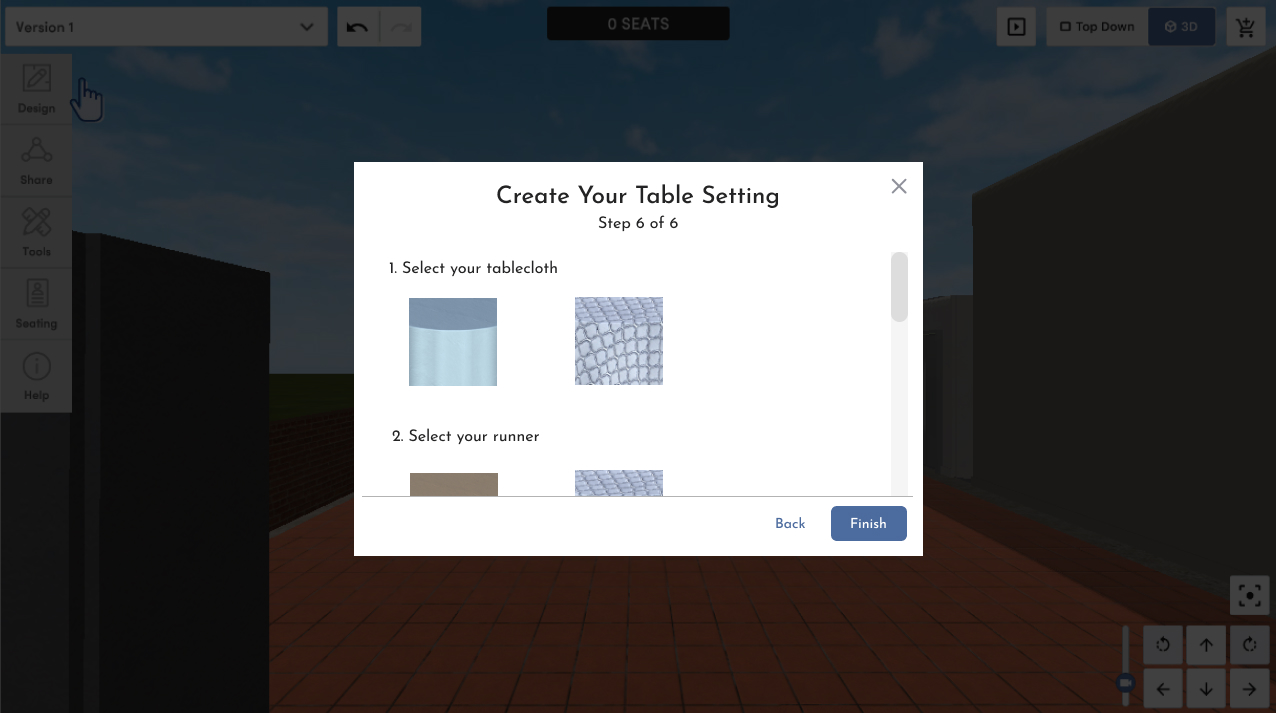 Version 1
0 SEATS
Top Down
3D
Design
Share
Tools
Seating
Help
Create Your Table Setting
Step 6 of 6
1. Select your tablecloth
2. Select your runner
Back
Finish